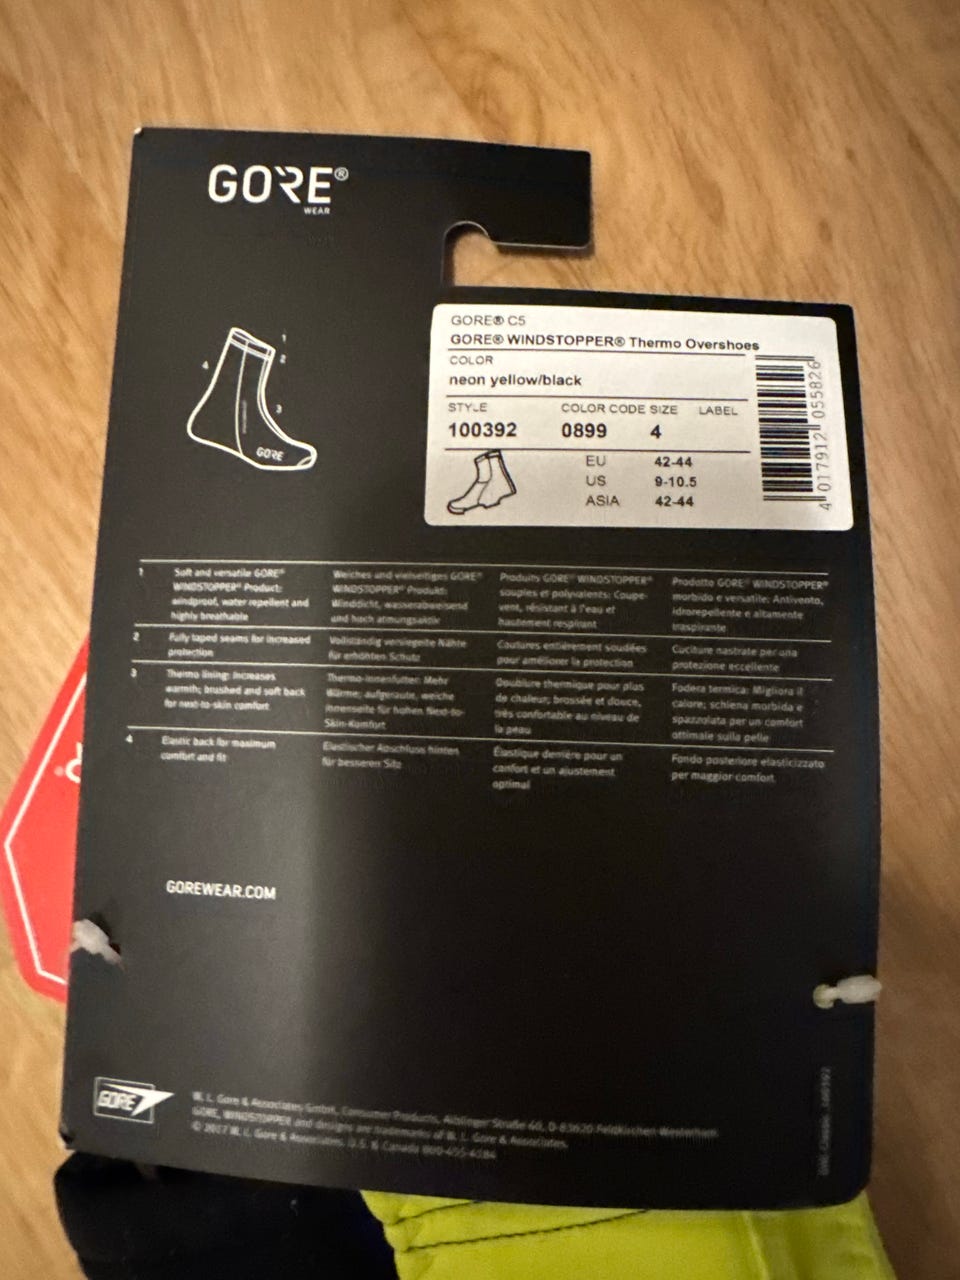 GORE®
WEAR
1
2
3
4
GORE
GORE® C5
GORE® WINDSTOPPER® Thermo Overshoes
COLOR
neon yellow/black
STYLE COLOR CODE SIZE LABEL
100392 0899 4
EU 42-44
US 9-10.5
ASIA 42-44
4 017912 055826
1
Soft and versatile GORE®
WINDSTOPPER® Product:
windproof, water repellent and
highly breathable
Weiches und vielseitiges GORE®
WINDSTOPPER® Produkt:
Winddicht, wasserabweisend
und hoch atmungsaktiv
Produits GORE® WINDSTOPPER®
souples et polyvalents: Coupe-
vent, résistant à l'eau et
hautement respirant
Prodotto GORE® WINDSTOPPER®
morbido e versatile: Antivento,
idrorepellente e altamente
traspirante
2
Fully taped seams for increased
protection
Vollständig versiegelte Nähte
für erhöhten Schutz
Coutures entièrement soudées
pour améliorer la protection
Cuciture nastrate per una
protezione eccellente
3
Thermo lining: Increases
warmth; brushed and soft back
for next-to-skin comfort
Thermo-Innenfutter: Mehr
Wärme; aufgeraute, weiche
Innenseite für hohen Next-to-
Skin-Komfort
Doublure thermique pour plus
de chaleur; brossée et douce,
très confortable au niveau de
la peau
Fodera termica: Migliora il
calore; schiena morbida e
spazzolata per un comfort
ottimale sulla pelle
4
Elastic back for maximum
comfort and fit
Elastischer Abschluss hinten
für besseren Sitz
Élastique derrière pour un
confort et un ajustement
optimal
Fondo posteriore elasticizzato
per maggior comfort
GOREWEAR.COM
GORE
W. L. Gore & Associates GmbH, Consumer Products, Aiblinger Straße 60, D-83620 Feldkirchen-Westerham
GORE, WINDSTOPPER and designs are trademarks of W. L. Gore & Associates.
© 2017 W. L. Gore & Associates. U.S. & Canada 800-455-4684